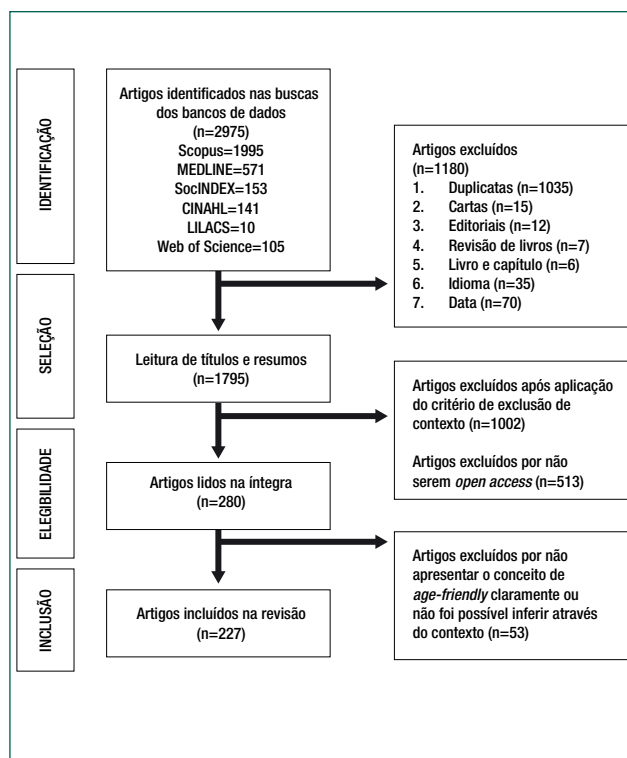 IDENTIFICAÇÃO
Artigos identificados nas buscas
dos bancos de dados
(n=2975)
Scopus=1995
MEDLINE=571
SocINDEX=153
CINAHL=141
LILACS=10
Web of Science=105
Artigos excluídos
(n=1180)
1. Duplicatas (n=1035)
2. Cartas (n=15)
3. Editoriais (n=12)
4. Revisão de livros (n=7)
5. Livro e capítulo (n=6)
6. Idioma (n=35)
7. Data (n=70)
SELEÇÃO
Leitura de títulos e resumos
(n=1795)
Artigos excluídos após aplicação
do critério de exclusão de
contexto (n=1002)
Artigos excluídos por não
serem open access (n=513)
ELEGIBILIDADE
Artigos lidos na íntegra
(n=280)
Artigos excluídos por não
apresentar o conceito de
age-friendly claramente ou
não foi possível inferir através
do contexto (n=53)
INCLUSÃO
Artigos incluídos na revisão
(n=227)